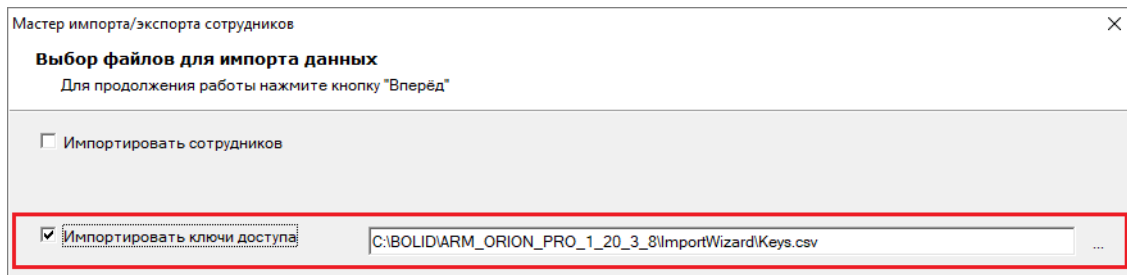 Мастер импорта/экспорта сотрудников
Выбор файлов для импорта данных
Для продолжения работы нажмите кнопку "Вперёд"
Импортировать сотрудников
Импортировать ключи доступа C:\BOLID\ARM_ORION_PRO_1_20_3_8\ImportWizard\Keys.csv ...